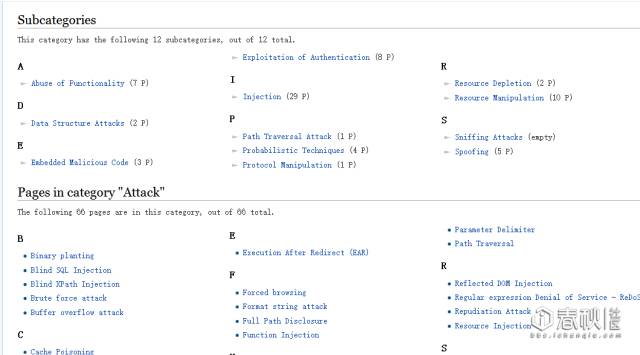 Subcategories
This category has the following 12 subcategories, out of 12 total.
A
► Abuse of Functionality (7 P)
D
► Data Structure Attacks (2 P)
E
► Embedded Malicious Code (3 P)
► Exploitation of Authentication (8 P)
I
► Injection (29 P)
P
► Path Traversal Attack (1 P)
► Probabilistic Techniques (4 P)
► Protocol Manipulation (1 P)
R
► Resource Depletion (2 P)
► Resource Manipulation (10 P)
S
► Sniffing Attacks (empty)
► Spoofing (5 P)
Pages in category "Attack"
The following 66 pages are in this category, out of 66 total.
B
• Binary planting
• Blind SQL Injection
• Blind XPath Injection
• Brute force attack
• Buffer overflow attack
C
• Cache Poisoning
E
• Execution After Redirect (EAR)
F
• Forced browsing
• Format string attack
• Full Path Disclosure
• Function Injection
• Parameter Delimiter
• Path Traversal
R
• Reflected DOM Injection
• Regular expression Denial of Service - ReDoS
• Repudiation Attack
• Resource Injection
S
春秋
bbs.ichunqiu.com